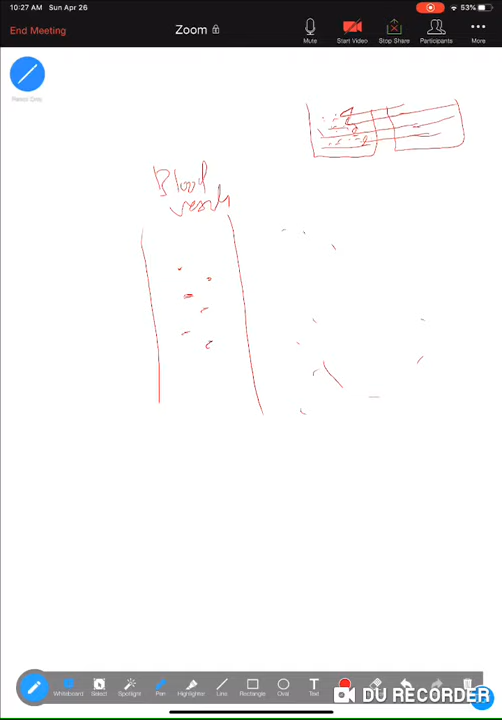 10:27 AM Sun Apr 26
53%
End Meeting
Zoom
Mute
Start Video
Stop Share
Participants
More
Blood
Whiteboard
Select
Spotlight
Pen
Highlighter
Line
Rectangle
Oval
Text
DU RECORDER